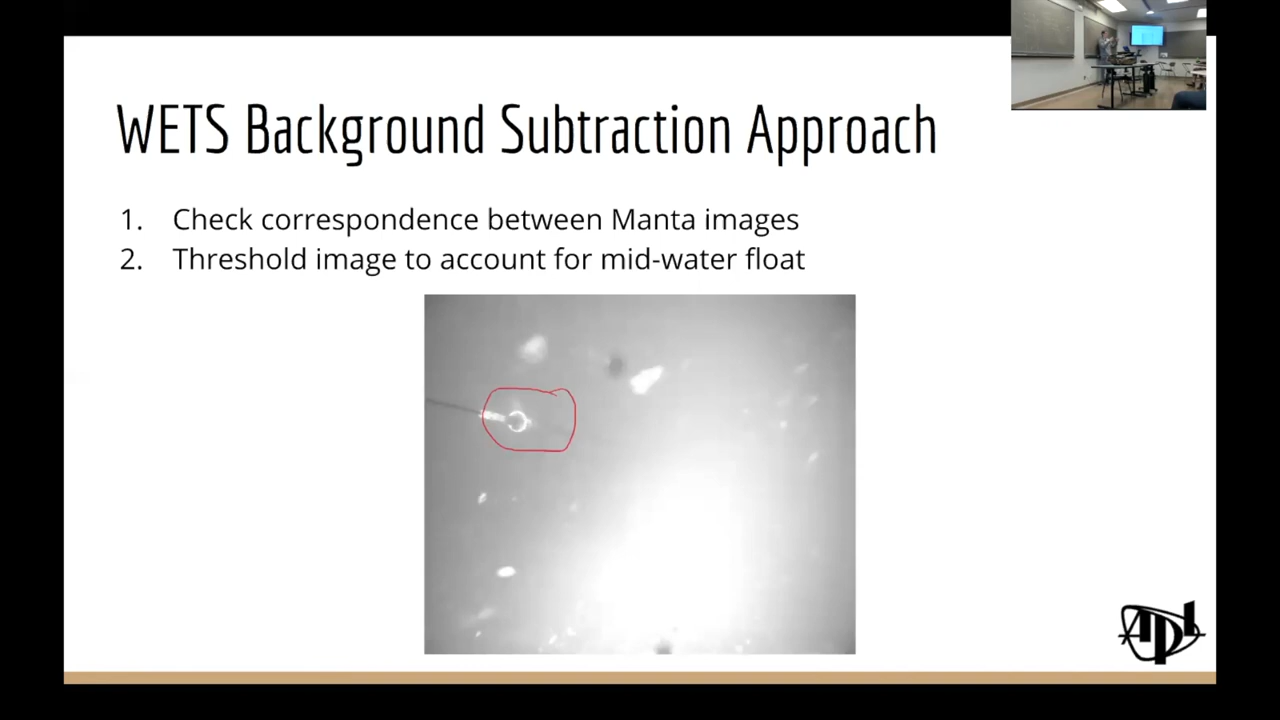 WETS Background Subtraction Approach
1. Check correspondence between Manta images
2. Threshold image to account for mid-water float
APL